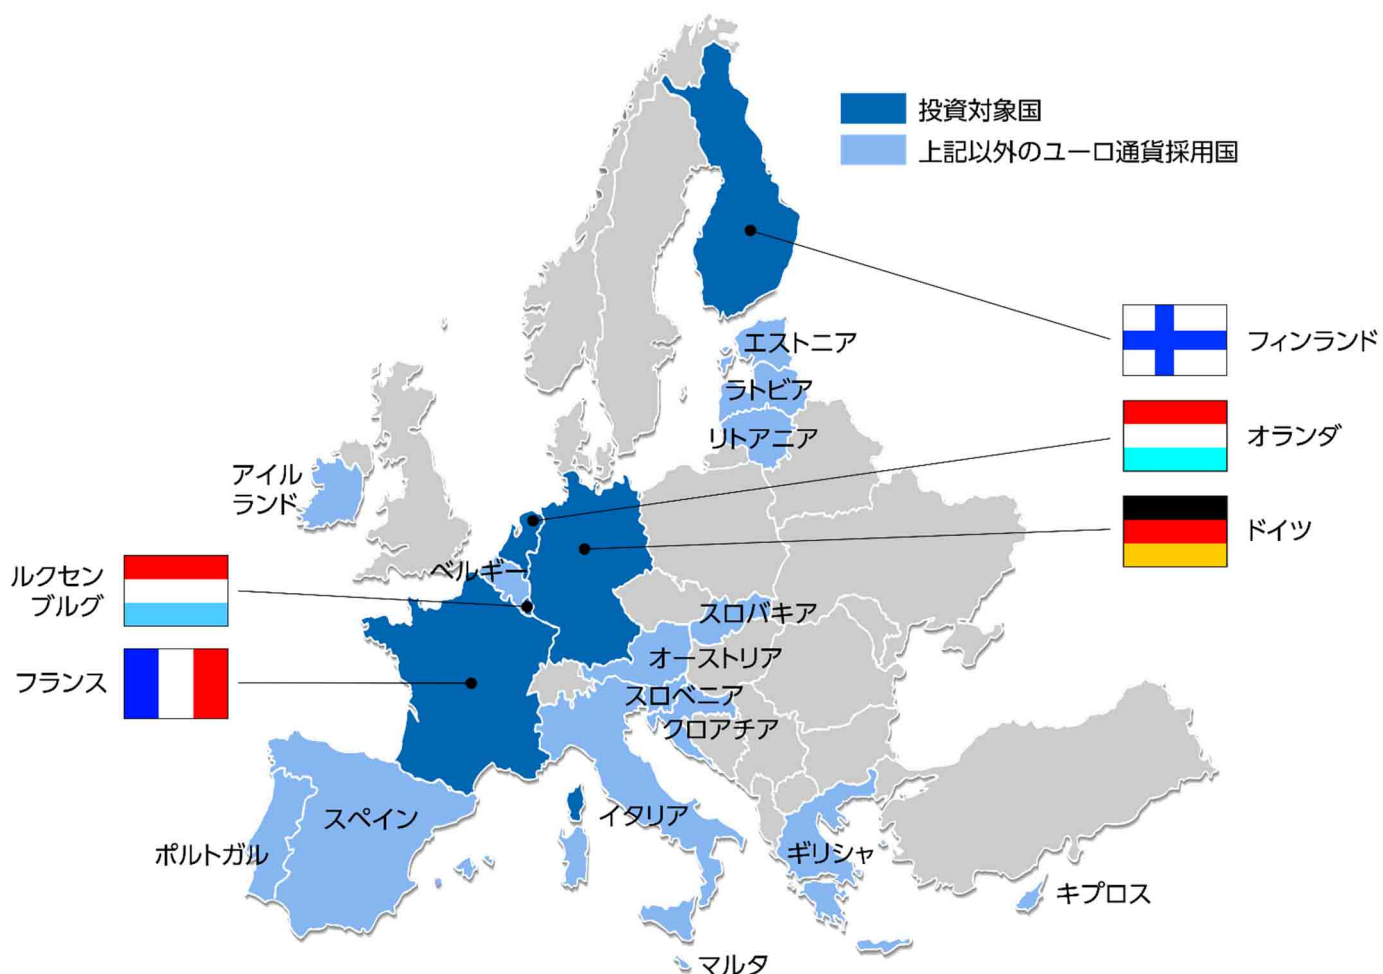 投資対象国
上記以外のユーロ通貨採用国
フィンランド
エストニア
ラトビア
オランダ
リトアニア
アイル
ランド
ドイツ
ベルギー
ルクセン
ブルグ
スロバキア
オーストリア
フランス
スロベニア
クロアチア
イタリア
スペイン
ポルトガル
ギリシャ
キプロス
マルタ